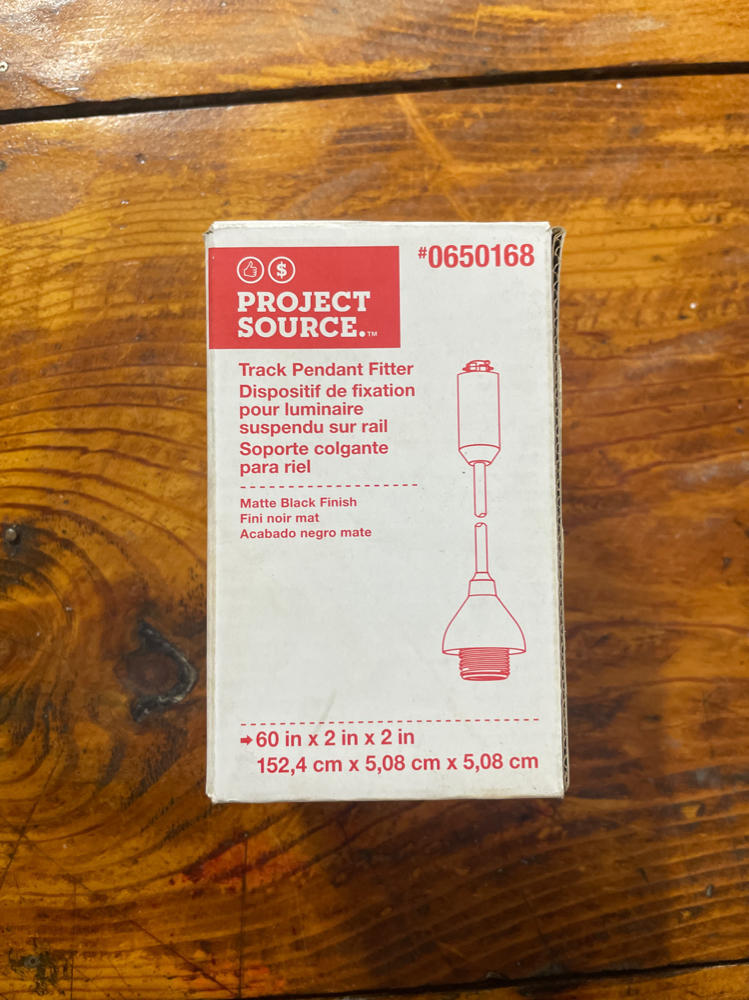 #0650168
$
PROJECT
SOURCE.™
Track Pendant Fitter
Dispositif de fixation
pour luminaire
suspendu sur rail
Soporte colgante
para riel
Matte Black Finish
Fini noir mat
Acabado negro mate
➡60 in x 2 in x 2 in
152,4 cm x 5,08 cm x 5,08 cm